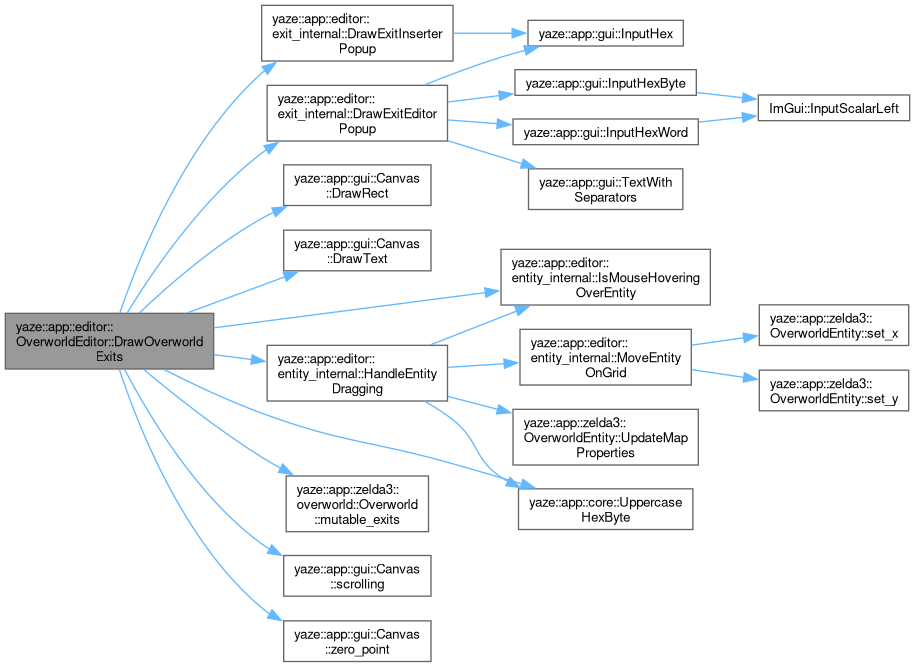 yaze::app::editor::
OverworldEditor::DrawOverworld
Exits
yaze::app::editor::
exit_internal::DrawExitInserter
Popup
yaze::app::editor::
exit_internal::DrawExitEditor
Popup
yaze::app::gui::Canvas
::DrawRect
yaze::app::gui::Canvas
::DrawText
yaze::app::editor::
entity_internal::HandleEntity
Dragging
yaze::app::zelda3::
overworld::Overworld
::mutable_exits
yaze::app::gui::Canvas
::scrolling
yaze::app::gui::Canvas
::zero_point
yaze::app::gui::InputHex
yaze::app::gui::InputHexByte
yaze::app::gui::InputHexWord
yaze::app::gui::TextWith
Separators
yaze::app::editor::
entity_internal::IsMouseHovering
OverEntity
yaze::app::editor::
entity_internal::MoveEntity
OnGrid
yaze::app::zelda3::
OverworldEntity::UpdateMap
Properties
yaze::app::core::Uppercase
HexByte
ImGui::InputScalarLeft
yaze::app::zelda3::
OverworldEntity::set_x
yaze::app::zelda3::
OverworldEntity::set_y